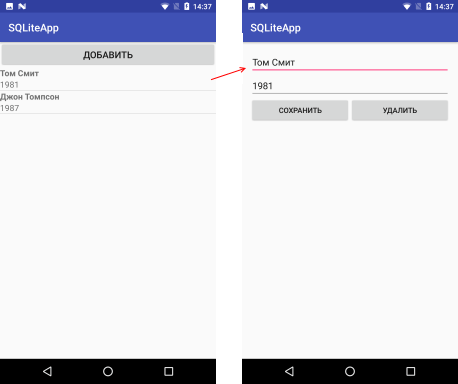 14:37
SQLiteApp
ДОБАВИТЬ
Том Смит
1981
Джон Томпсон
1987
14:37
SQLiteApp
Том Смит
1981
СОХРАНИТЬ УДАЛИТЬ